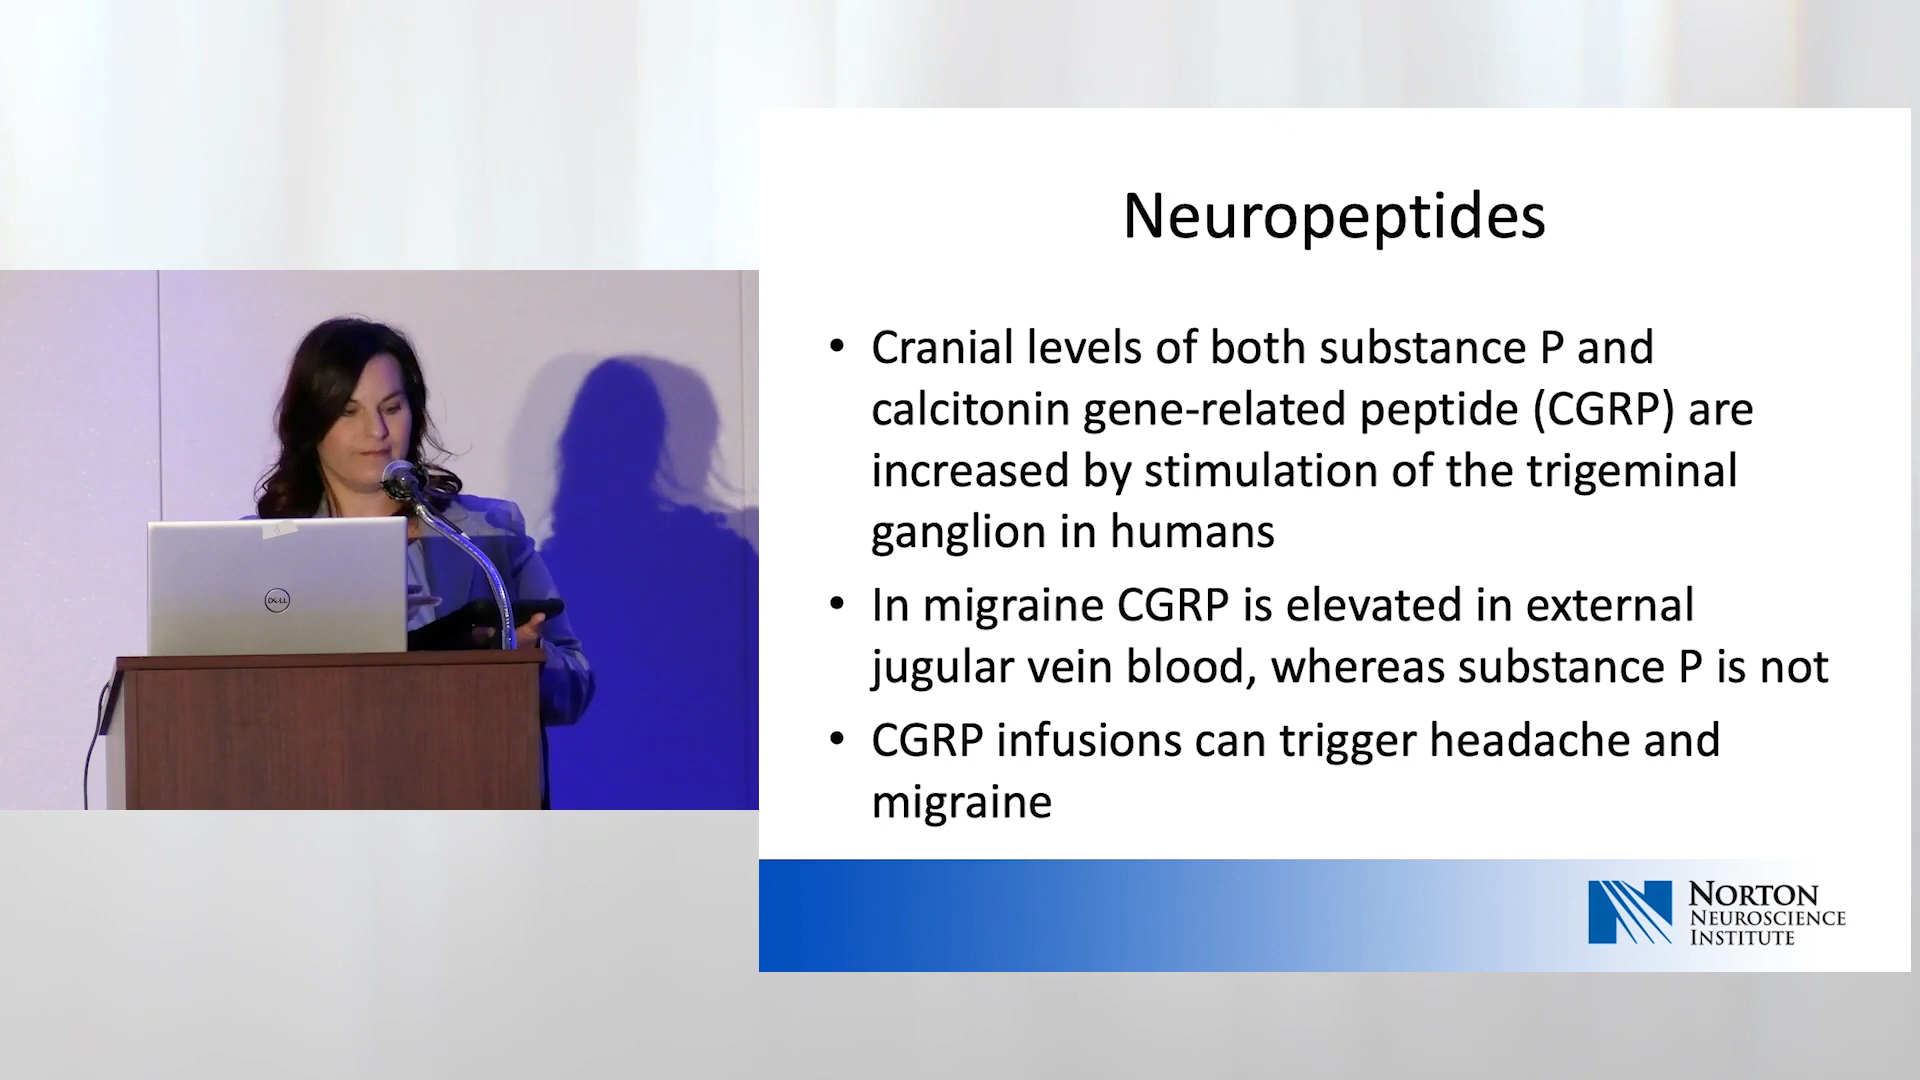 Neuropeptides
• Cranial levels of both substance P and
calcitonin gene-related peptide (CGRP) are
increased by stimulation of the trigeminal
ganglion in humans
• In migraine CGRP is elevated in external
jugular vein blood, whereas substance P is not
• CGRP infusions can trigger headache and
migraine
NORTON
NEUROSCIENCE
INSTITUTE
DELL